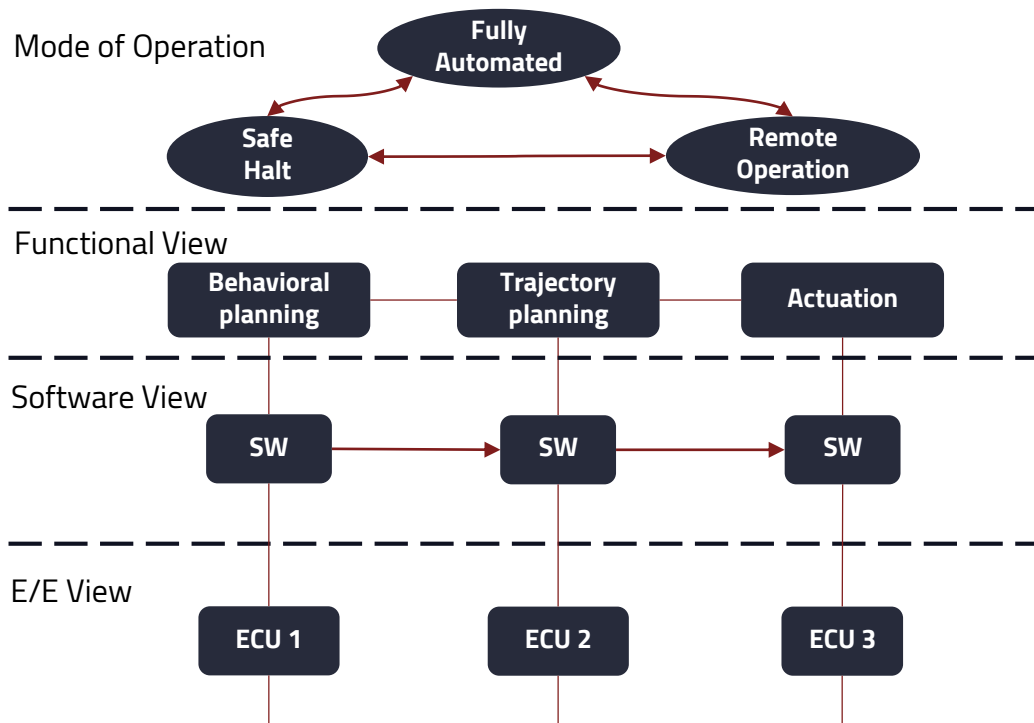 Mode of Operation
Fully
Automated
Safe
Halt
Remote
Operation
Functional View
Behavioral
planning
Trajectory
planning
Actuation
Software View
SW
SW
SW
E/E View
ECU 1
ECU 2
ECU 3